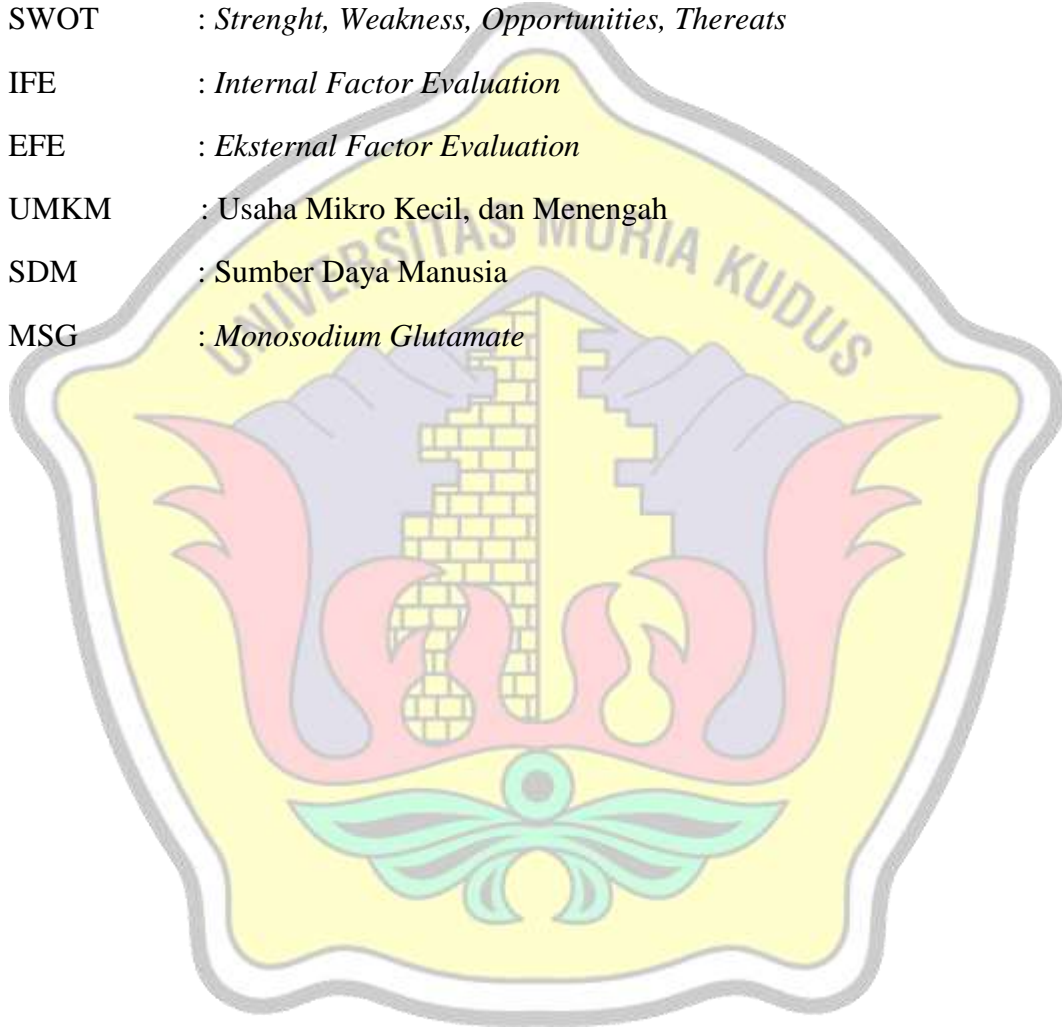 SWOT : Strenght, Weakness, Opportunities, Thereats
IFE : Internal Factor Evaluation
EFE : Eksternal Factor Evaluation
UMKM : Usaha Mikro Kecil, dan Menengah
SDM : Sumber Daya Manusia
MSG : Monosodium Glutamate
UNIVERSITAS MURIA KUDUS